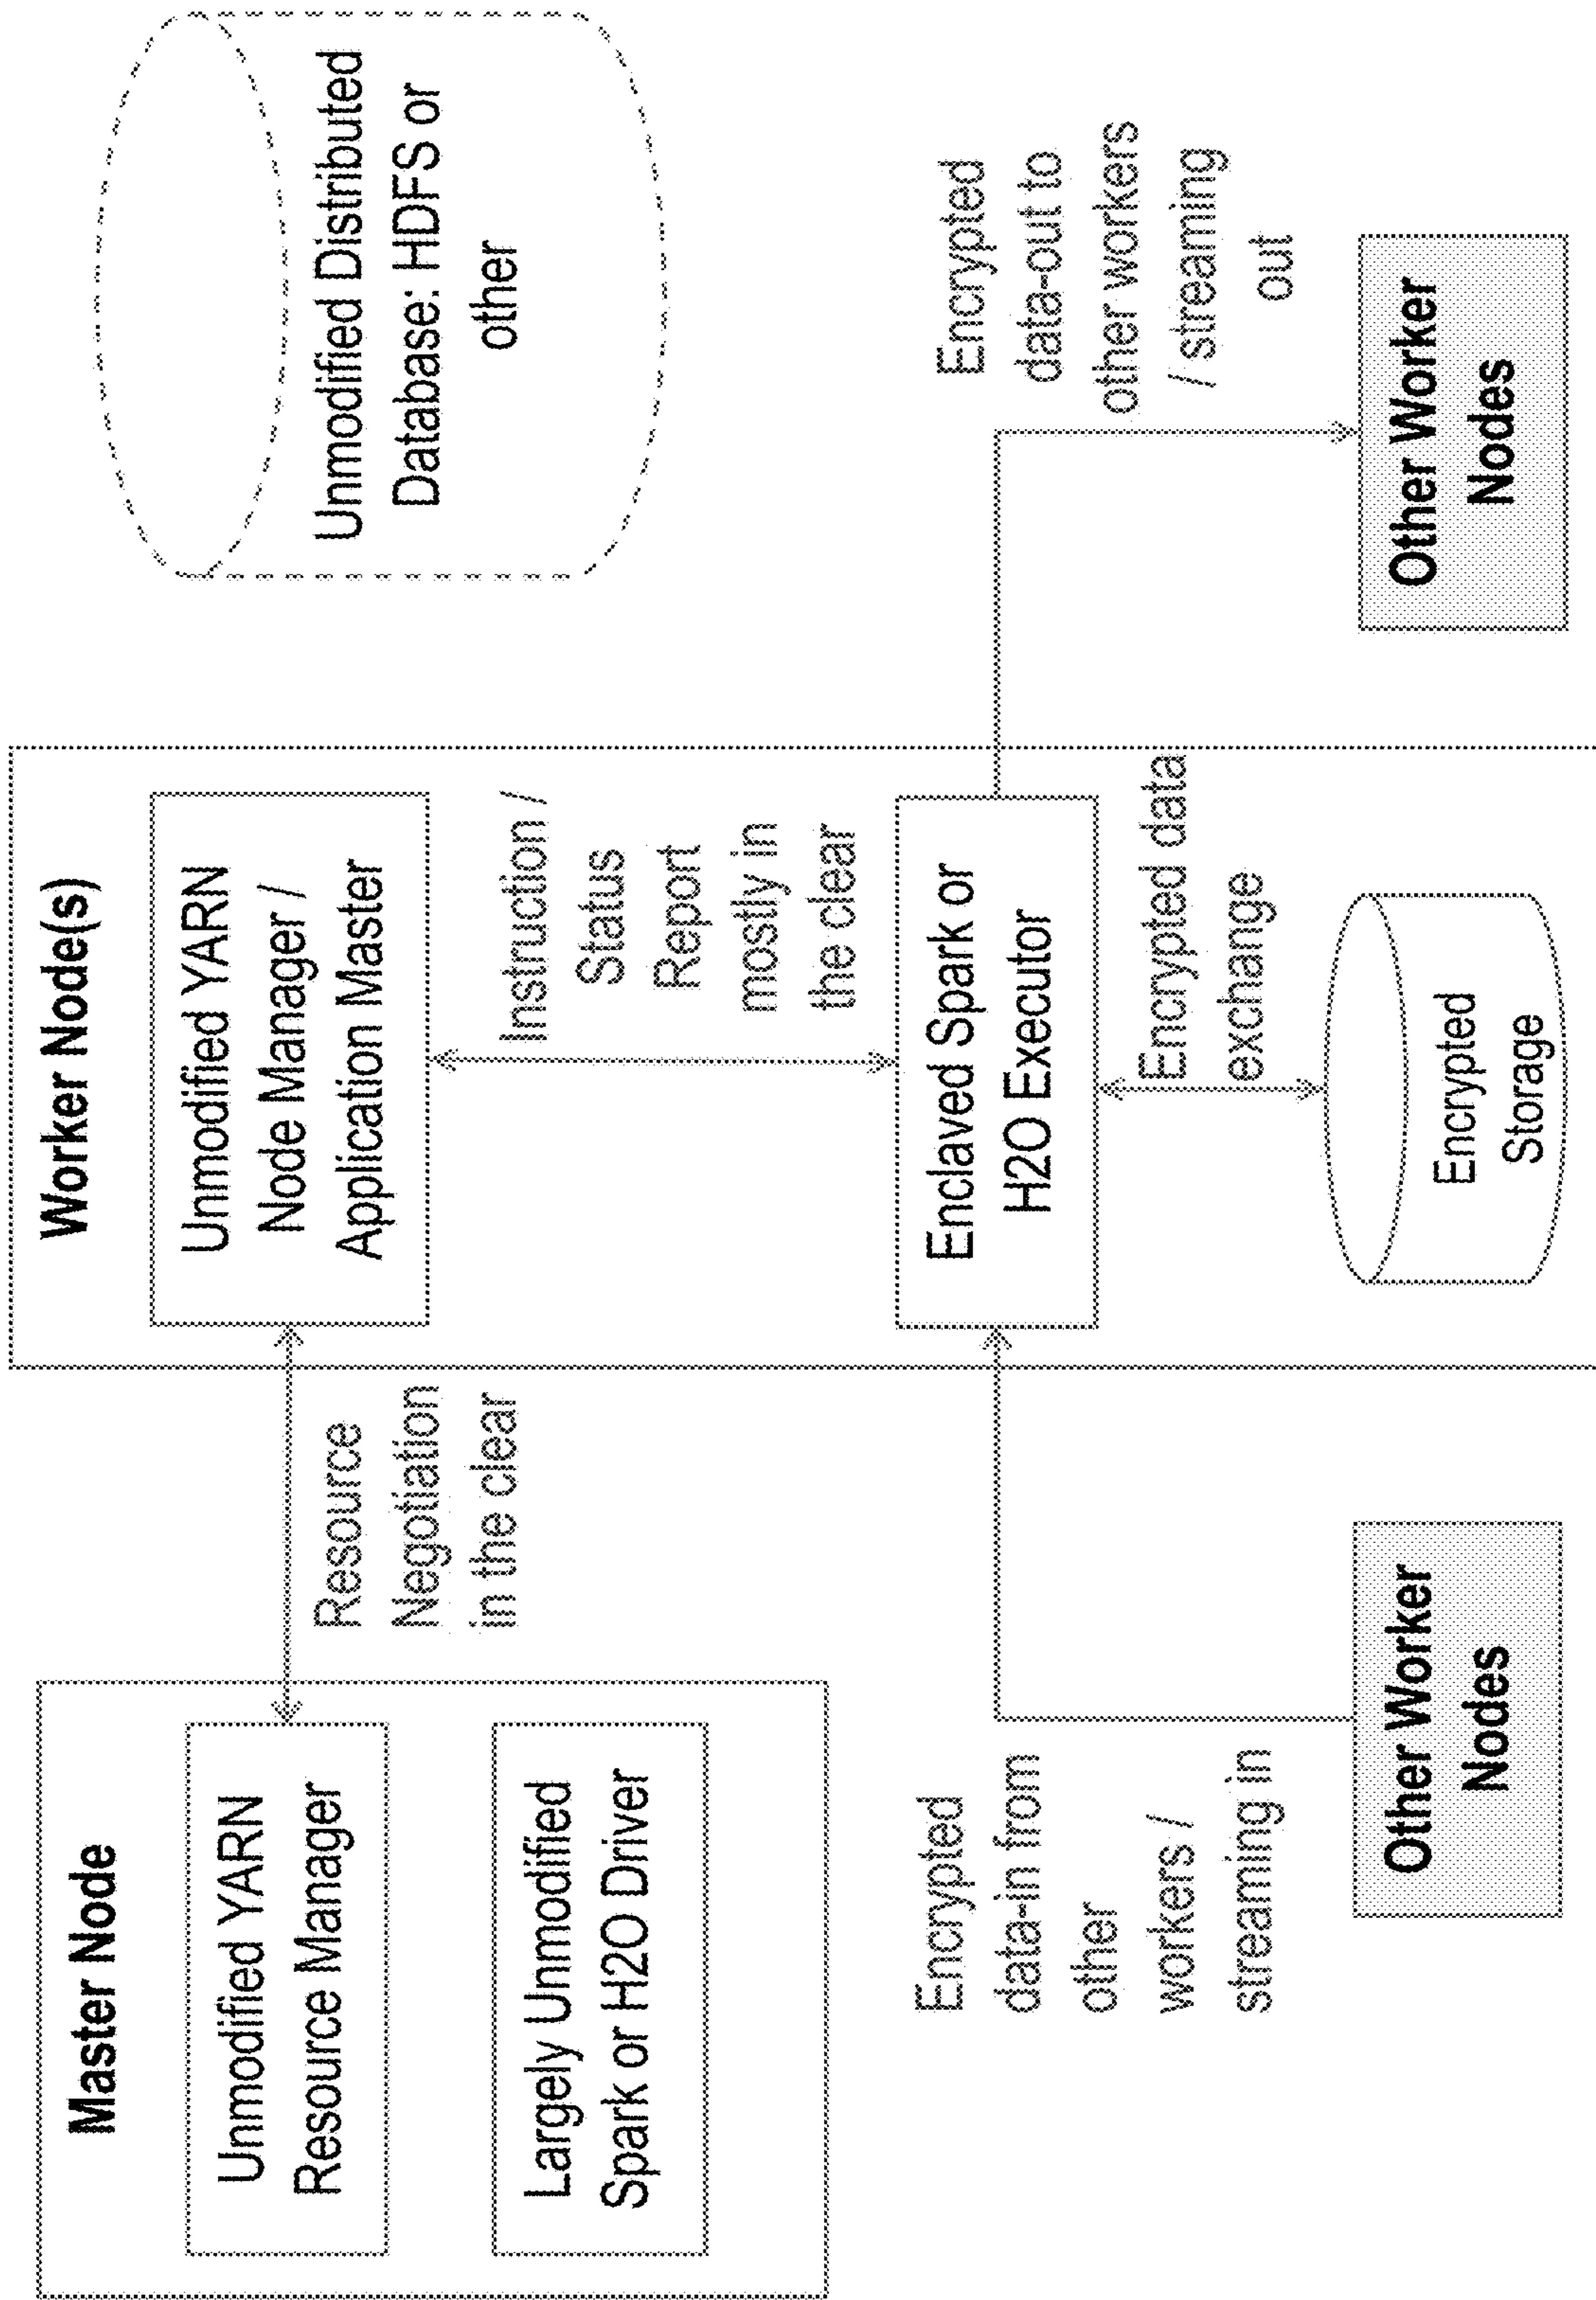 Master Node
Unmodified YARN
Resource Manager
Largely Unmodified
Spark or H2O Driver
Resource
Negotiation
in the clear
Worker Node(s)
Unmodified YARN
Node Manager /
Application Master
Instruction /
Status
Report
mostly in
the clear
Enclaved Spark or
H2O Executor
Encrypted data
exchange
Encrypted
Storage
Unmodified Distributed
Database: HDFS or
other
Encrypted
data-in from
other
workers /
streaming in
Other Worker
Nodes
Encrypted
data-out to
other workers
/ streaming
out
Other Worker
Nodes